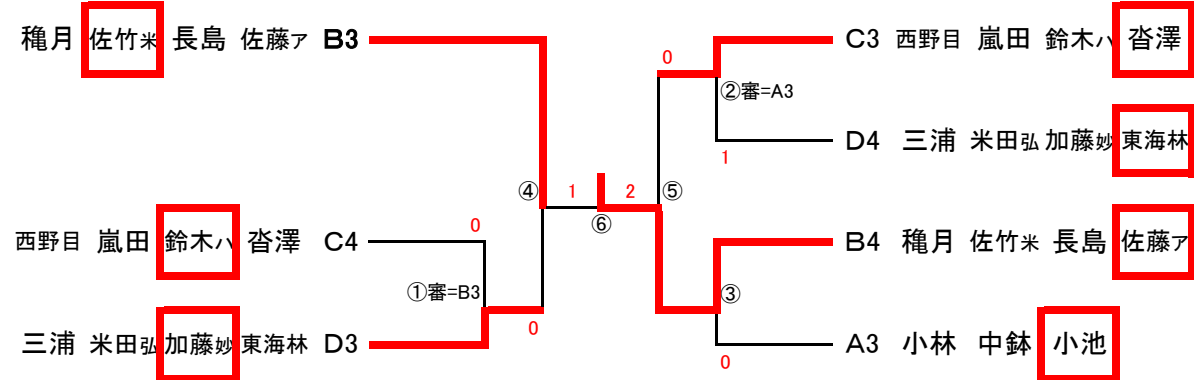 穐月 佐竹米 長島 佐藤ア B3
C3 西野目 嵐田 鈴木ハ 沓澤
0
②審=A3
D4 三浦 米田弘 加藤妙 東海林
1
④ 1 2 ⑤
⑥
西野目 嵐田 鈴木ハ 沓澤 C4
0
B4 穐月 佐竹米 長島 佐藤ア
①審=B3
③
三浦 米田弘 加藤妙 東海林 D3
0
A3 小林 中鉢 小池
0